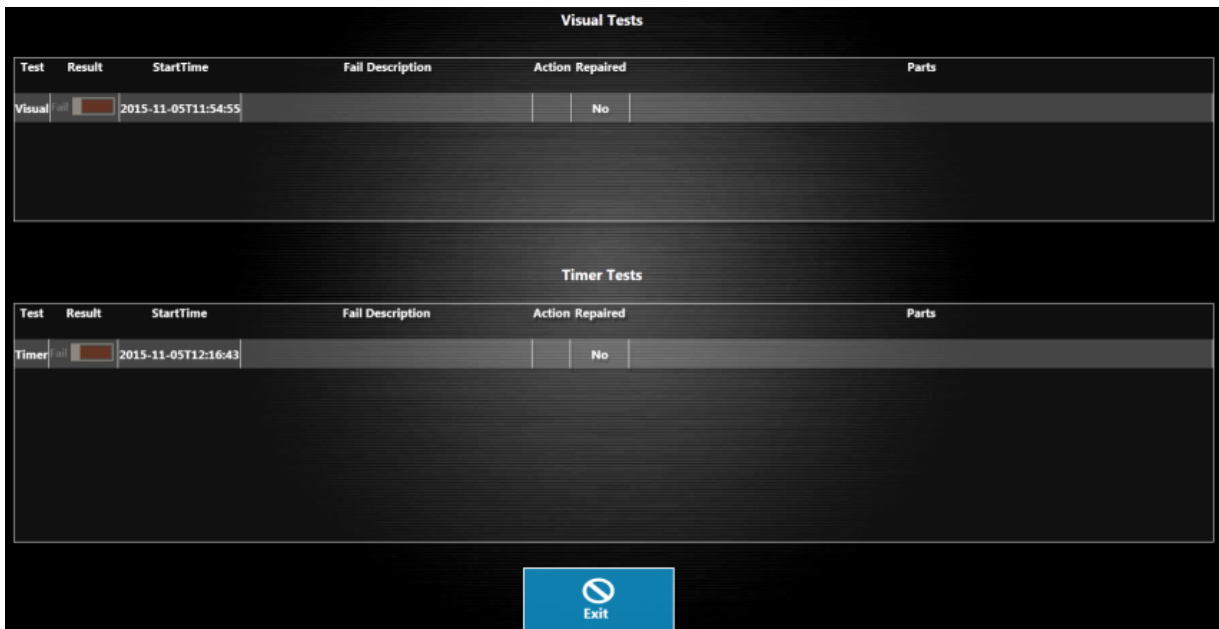 Visual Tests
Test Result StartTime Fail Description Action Repaired Parts
Visual Fail 2015-11-05T11:54:55 No
Timer Tests
Test Result StartTime Fail Description Action Repaired Parts
Timer Fail 2015-11-05T12:16:43 No
Exit